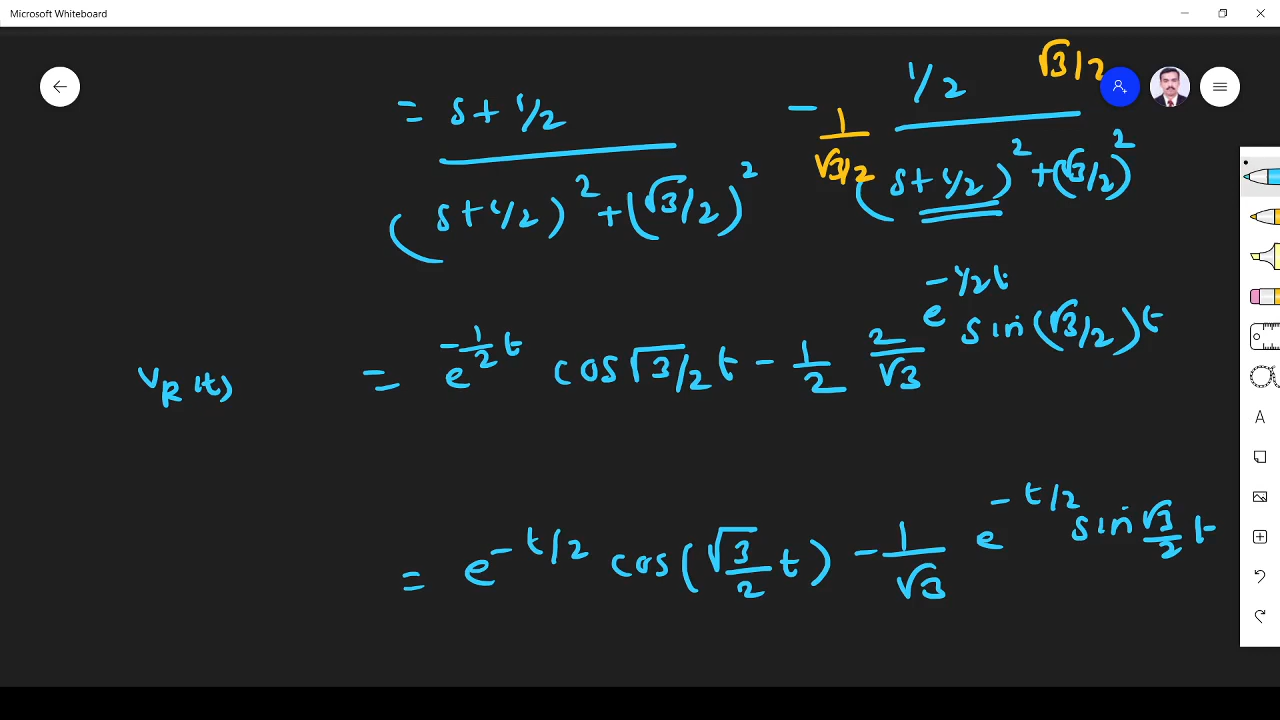 Microsoft Whiteboard
= s + 1/2 / (s + 1/2)² + (√3/2)² - 1/(√3/2) 1/2 √3/2 / (s + 1/2)² + (√3/2)²
v_R(t) = e^(-1/2 t) cos √3/2 t - 1/2 2/√3 e^(-1/2 t) sin (√3/2) t
= e^(-t/2) cos (√3/2 t) - 1/√3 e^(-t/2) sin √3/2 t
A